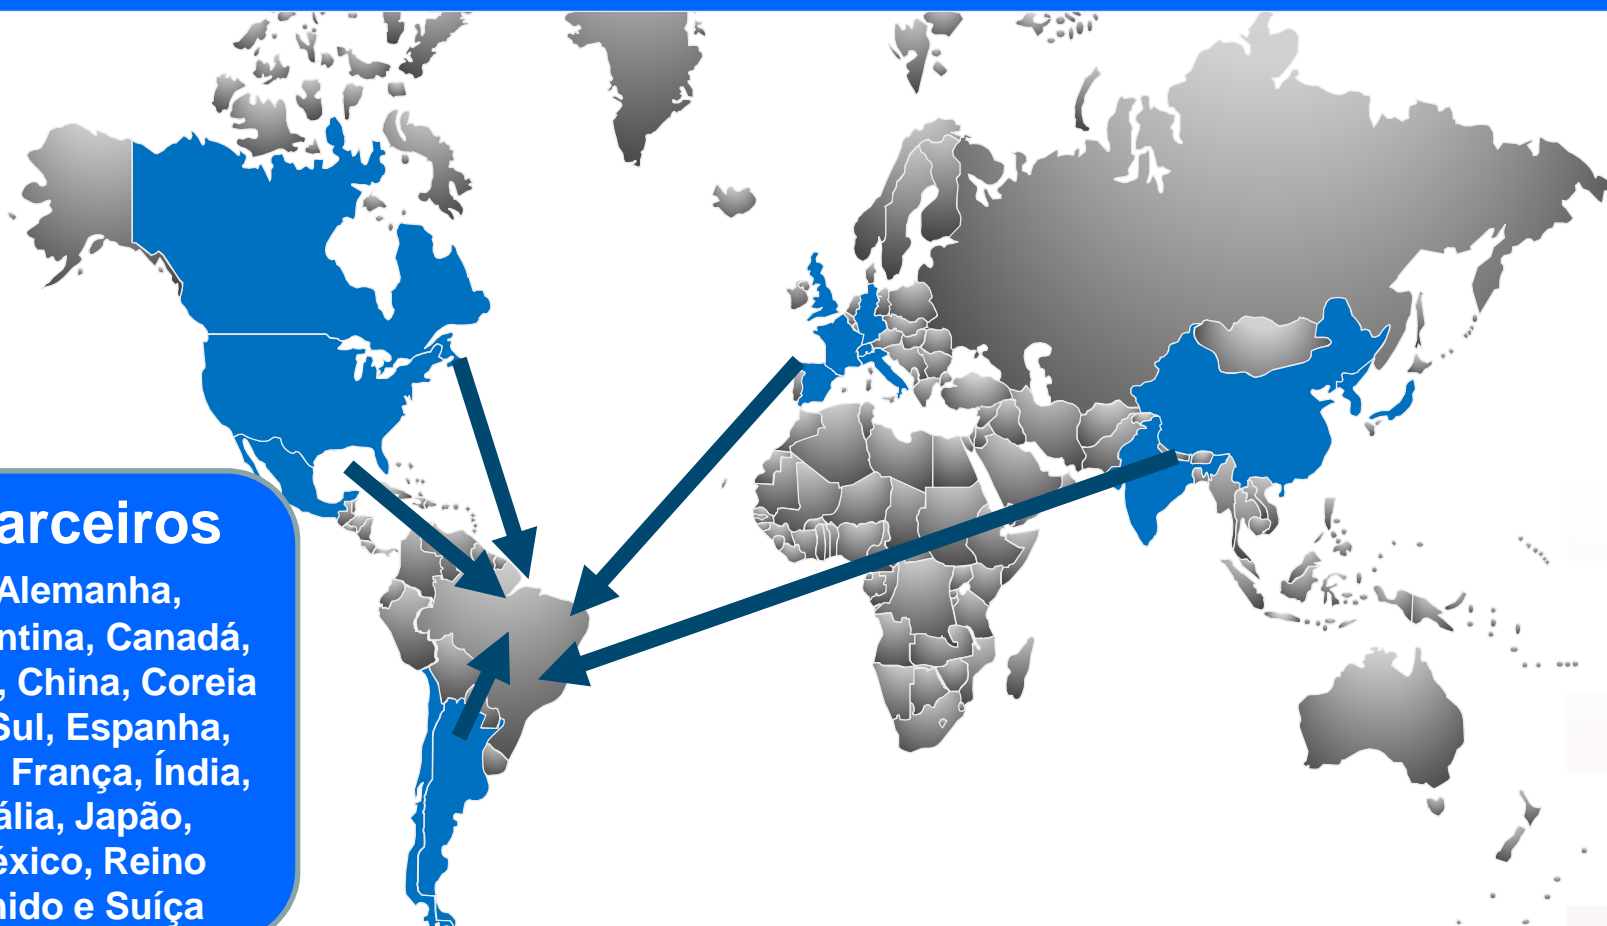 arceiros
Alemanha,
ntina, Canadá,
, China, Coreia
Sul, Espanha,
França, Índia,
ália, Japão,
éxico, Reino
nido e Suíça